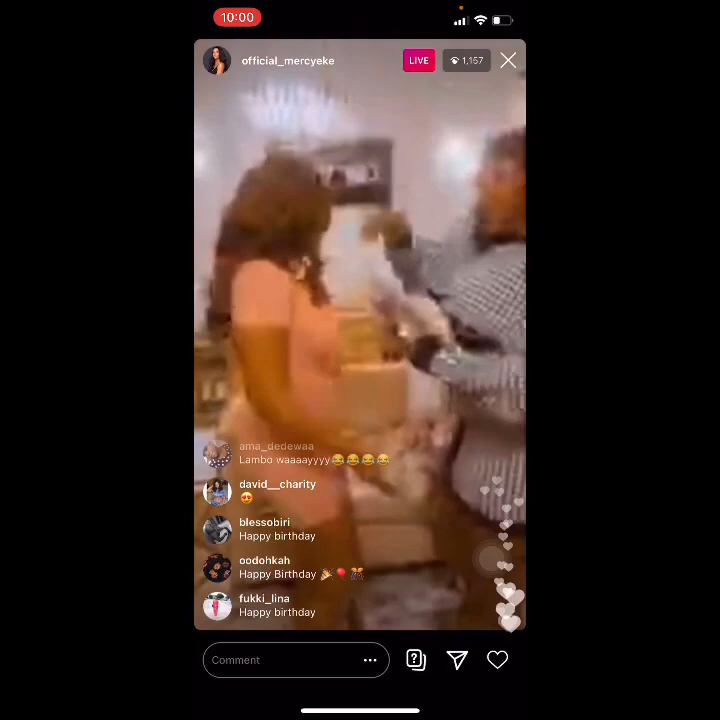 10:00
official_mercyeke
LIVE
1,157
ama_dedewaa
Lambo waaaayyyy😂😂😂😂
david__charity
😍
blessobiri
Happy birthday
oodohkah
Happy Birthday 🎉🎈🎊
fukki_lina
Happy birthday
Comment